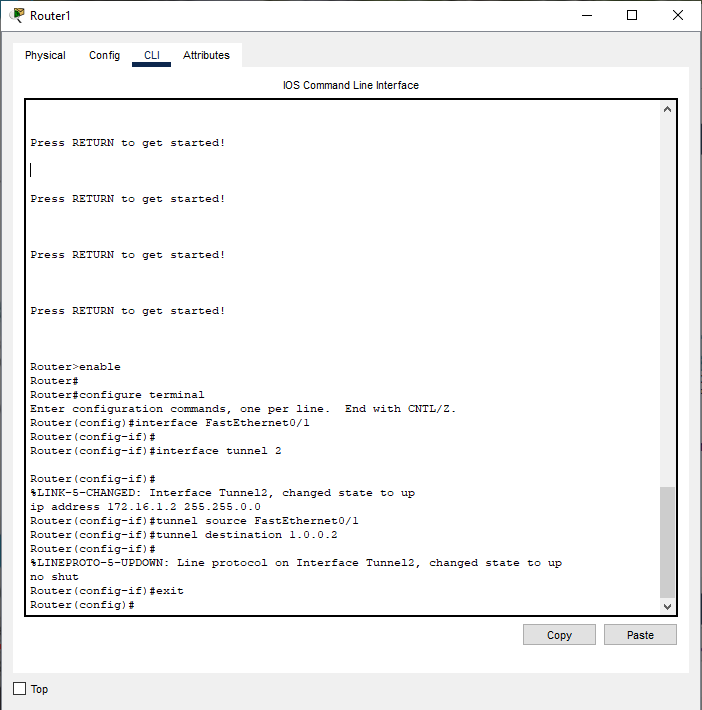 Router1
Physical Config CLI Attributes
IOS Command Line Interface
Press RETURN to get started!
Press RETURN to get started!
Press RETURN to get started!
Press RETURN to get started!
Router>enable
Router#
Router#configure terminal
Enter configuration commands, one per line.  End with CNTL/Z.
Router(config)#interface FastEthernet0/1
Router(config-if)#
Router(config-if)#interface tunnel 2
Router(config-if)#
%LINK-5-CHANGED: Interface Tunnel2, changed state to up
ip address 172.16.1.2 255.255.0.0
Router(config-if)#tunnel source FastEthernet0/1
Router(config-if)#tunnel destination 1.0.0.2
Router(config-if)#
%LINEPROTO-5-UPDOWN: Line protocol on Interface Tunnel2, changed state to up
no shut
Router(config-if)#exit
Router(config)#
Copy Paste
Top